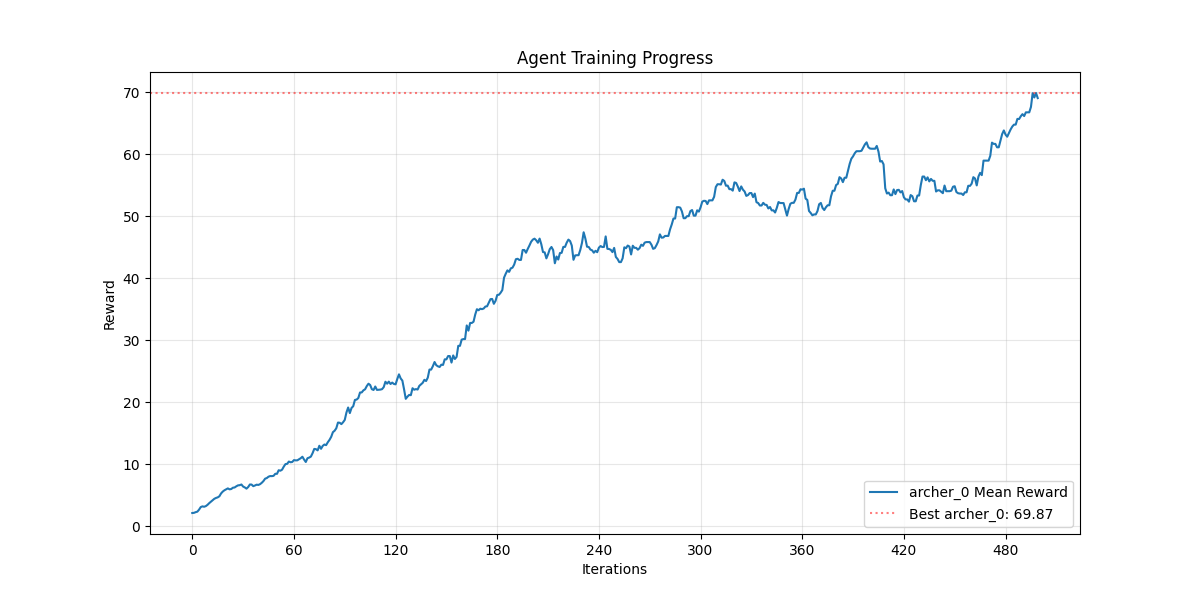 Agent Training Progress
70
60
50
40
30
20
10
0
Reward
0 60 120 180 240 300 360 420 480
Iterations
archer_0 Mean Reward
Best archer_0: 69.87